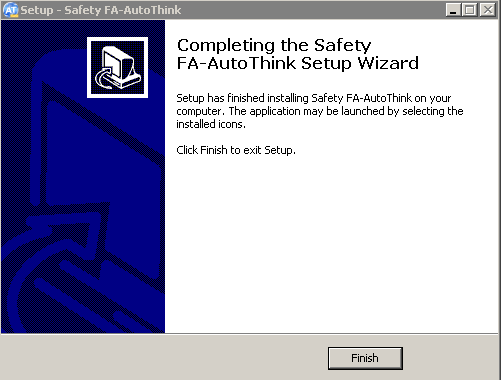 AT Setup - Safety FA-AutoThink
Completing the Safety
FA-AutoThink Setup Wizard
Setup has finished installing Safety FA-AutoThink on your
computer. The application may be launched by selecting the
installed icons.
Click Finish to exit Setup.
Finish